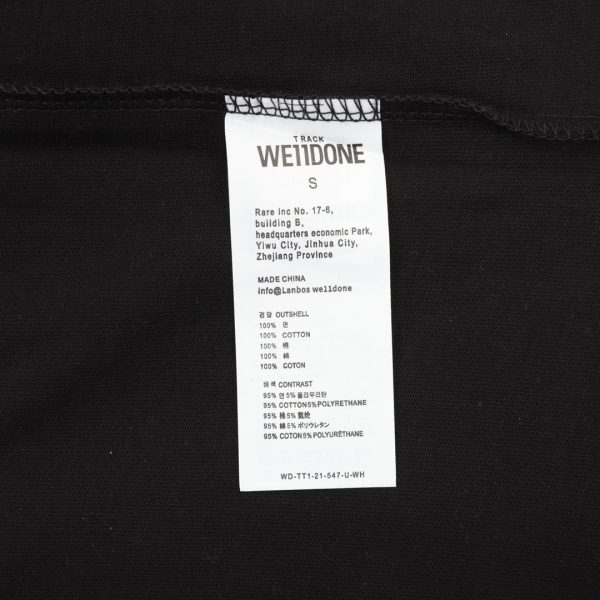 TRACK
WE11DONE
S
Rare Inc No. 17-6,
building B,
headquarters economic Park,
Yiwu City, Jinhua City,
Zhejiang Province
MADE CHINA
info@Lanbos we11done
겉 달 OUTSHELL
100% 면
100% COTTON
100% 棉
100% 綿
100% COTON
배 록 CONTRAST
95% 면 5% 폴리우리탄
95% COTTON5% POLYRETHANE
95% 棉 5% 氨纶
95% 綿 5% ポリウレタン
95% COTON5% POLYURÉTHANE
WD-TT1-21-547-U-WH